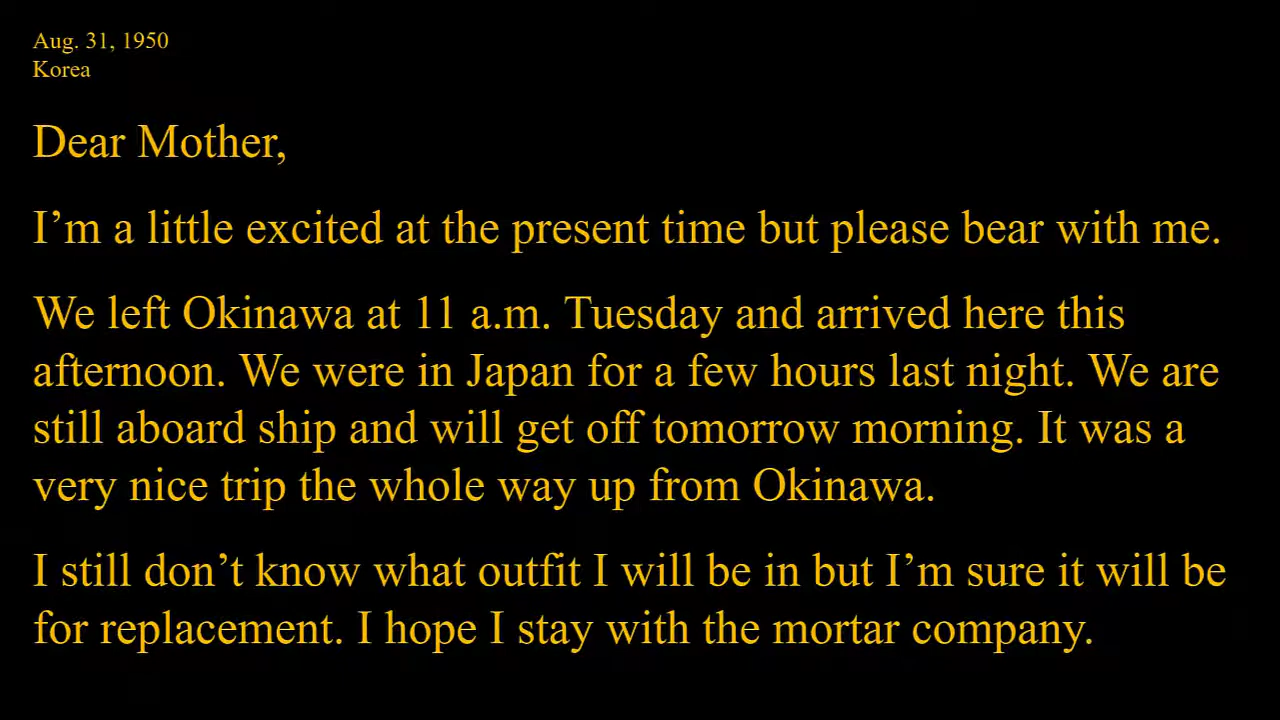 Aug. 31, 1950
Korea
Dear Mother,
I’m a little excited at the present time but please bear with me.
We left Okinawa at 11 a.m. Tuesday and arrived here this
afternoon. We were in Japan for a few hours last night. We are
still aboard ship and will get off tomorrow morning. It was a
very nice trip the whole way up from Okinawa.
I still don’t know what outfit I will be in but I’m sure it will be
for replacement. I hope I stay with the mortar company.